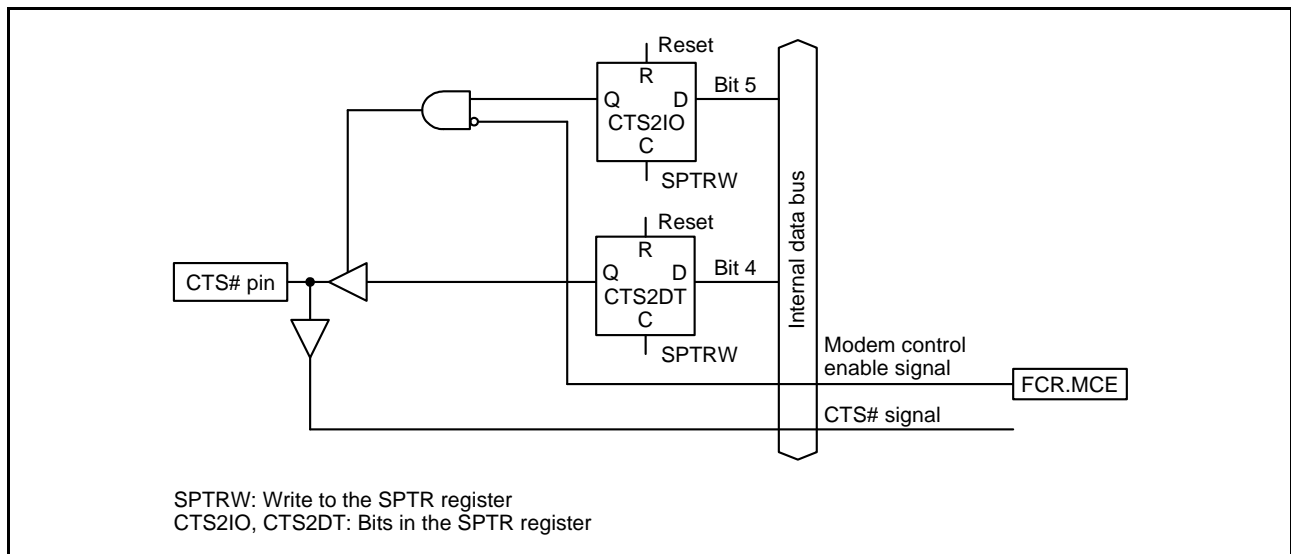 Reset
R
Q D
CTS2IO
C
SPTRW
Bit 5
Reset
R
Q D
CTS2DT
C
SPTRW
Bit 4
CTS# pin
Internal data bus
Modem control
enable signal
FCR.MCE
CTS# signal
SPTRW: Write to the SPTR register
CTS2IO, CTS2DT: Bits in the SPTR register